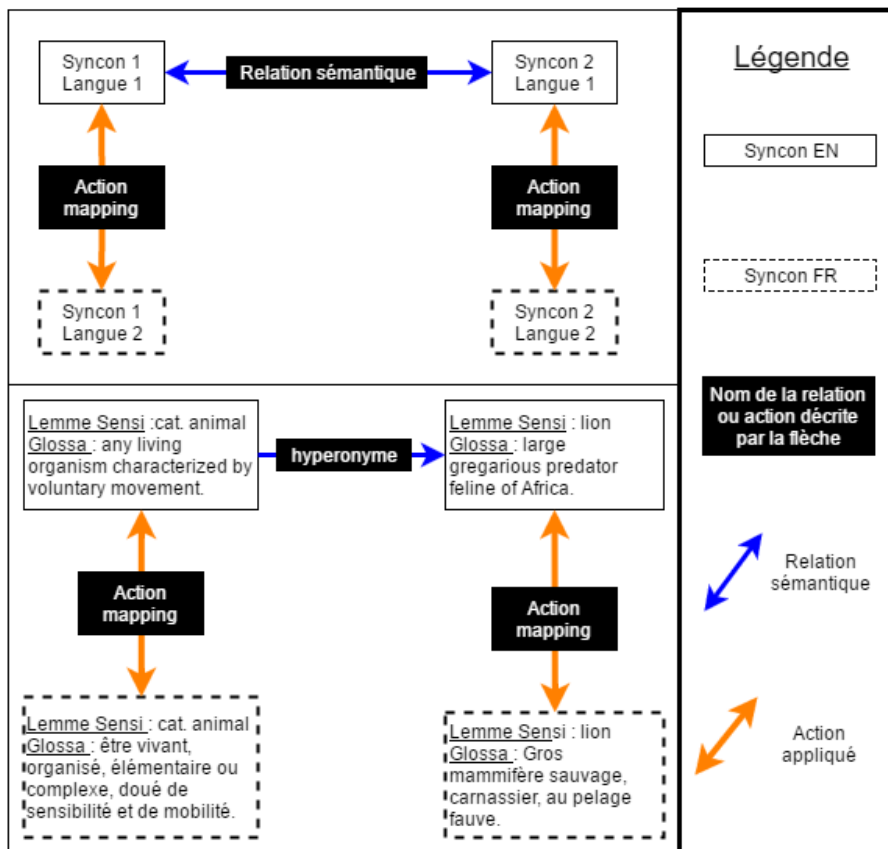 Syncon 1
Langue 1
Relation sémantique
Syncon 2
Langue 1
Action
mapping
Action
mapping
Syncon 1
Langue 2
Syncon 2
Langue 2
Lemme Sensi :cat. animal
Glossa : any living
organism characterized by
voluntary movement.
hyperonyme
Lemme Sensi : lion
Glossa : large
gregarious predator
feline of Africa.
Action
mapping
Action
mapping
Lemme Sensi : cat. animal
Glossa : être vivant,
organisé, élémentaire ou
complexe, doué de
sensibilité et de mobilité.
Lemme Sensi : lion
Glossa : Gros
mammifère sauvage,
carnassier, au pelage
fauve.
Légende
Syncon EN
Syncon FR
Nom de la relation
ou action décrite
par la flèche
Relation
sémantique
Action
appliqué